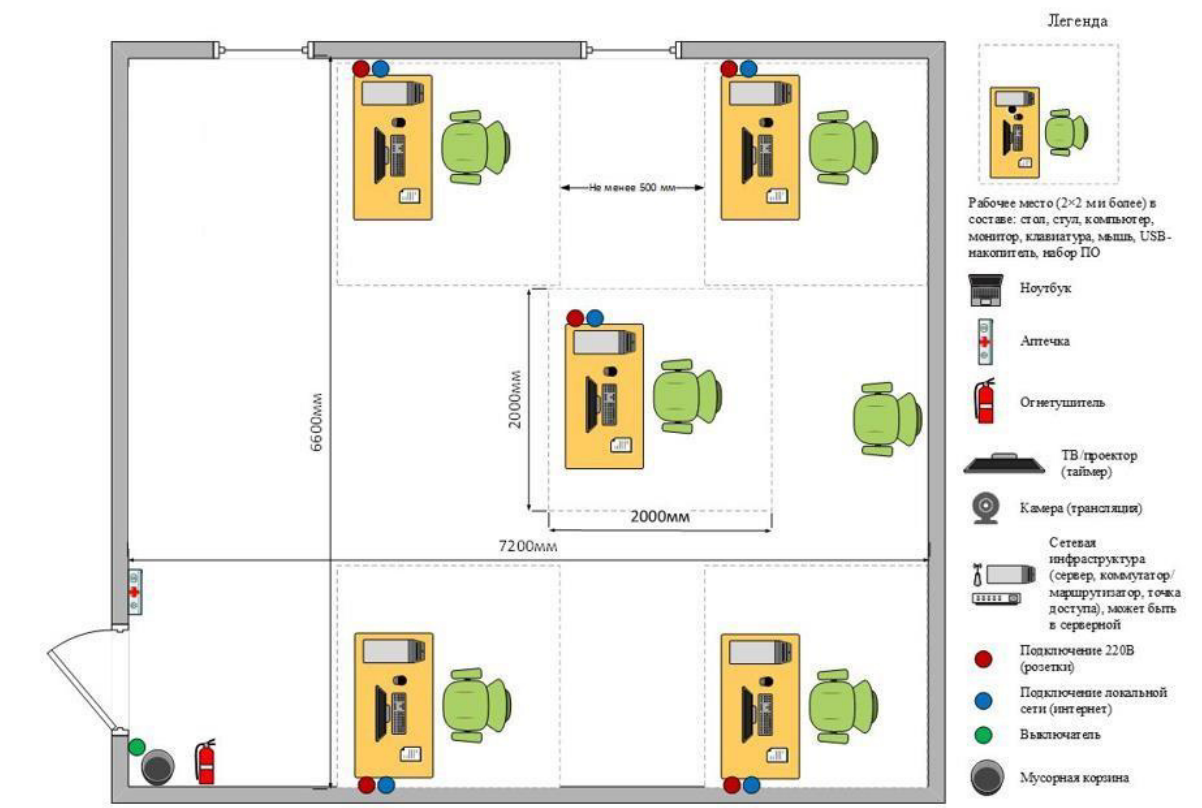 Легенда
Не менее 500 мм
Рабочее место (2×2 м и более) в
составе: стол, стул, компьютер,
монитор, клавиатура, мышь, USB-
накопитель, набор ПО
Ноутбук
Аптечка
6600мм
2000мм
Огнетушитель
ТВ/проектор
(таймер)
2000мм
Камера (трансляция)
7200мм
Сетевая
инфраструктура
(сервер, коммутатор/
маршрутизатор, точка
доступа), может быть
в серверной
Подключение 220В
(розетки)
Подключение локальной
сети (интернет)
Выключатель
Мусорная корзина